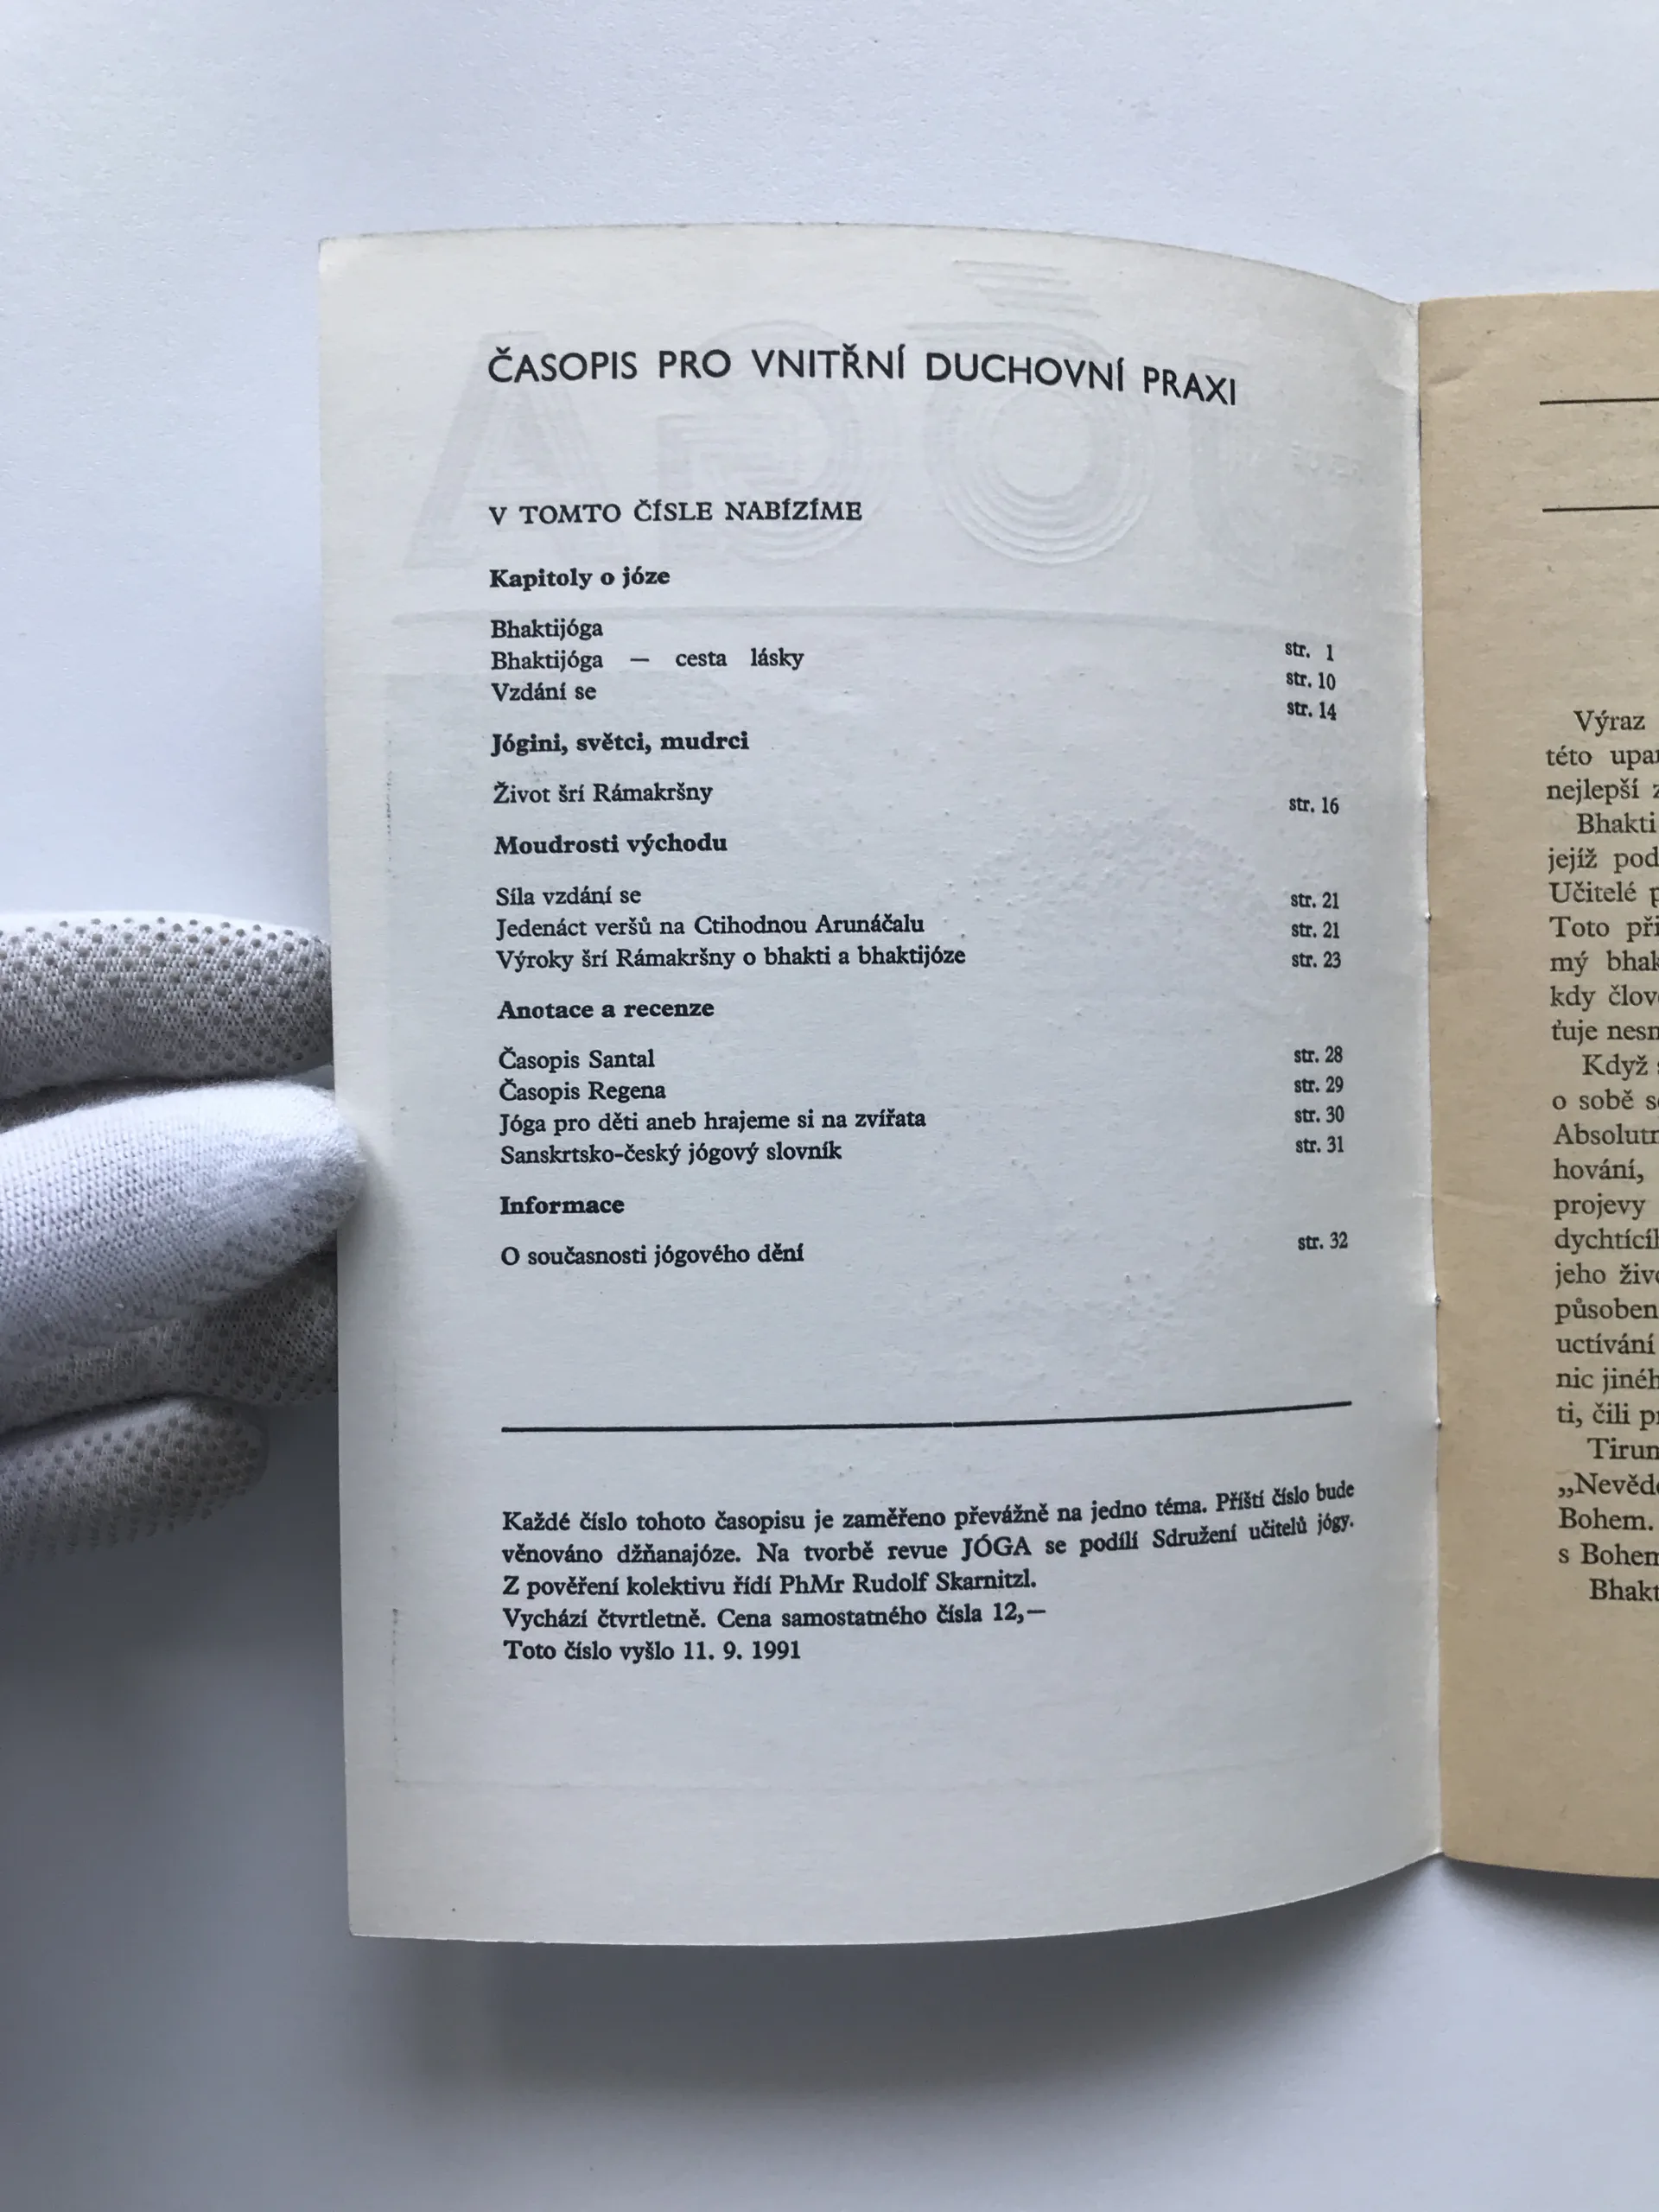 ČASOPIS PRO VNITŘNÍ DUCHOVNÍ PRAXI
V TOMTO ČÍSLE NABÍZÍME
Kapitoly o józe
Bhaktijóga str. 1
Bhaktijóga — cesta lásky str. 10
Vzdání se str. 14
Jógini, světci, mudrci
Život šrí Rámakršny str. 16
Moudrosti východu
Síla vzdání se str. 21
Jedenáct veršů na Ctihodnou Arunáčalu str. 21
Výroky šrí Rámakršny o bhakti a bhaktijóze str. 23
Anotace a recenze
Časopis Santal str. 28
Časopis Regena str. 29
Jóga pro děti aneb hrajeme si na zvířata str. 30
Sanskrtsko-český jógový slovník str. 31
Informace
O současnosti jógového dění str. 32
Každé číslo tohoto časopisu je zaměřeno převážně na jedno téma. Příští číslo bude
věnováno džňanajóze. Na tvorbě revue JÓGA se podílí Sdružení učitelů jógy.
Z pověření kolektivu řídí PhMr Rudolf Skarnitzl.
Vychází čtvrtletně. Cena samostatného čísla 12,—
Toto číslo vyšlo 11. 9. 1991
Výraz
této
nejlepší
Bhakti
jejíž
Učitelé
Toto
mý
kdy
ťuje
Když
o sobě
hování,
projevy
jeho
uctívání
nic
ti, čili
Bohem.
s